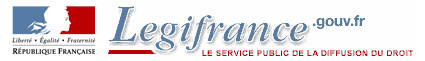 Liberté • Égalité • Fraternité
RÉPUBLIQUE FRANÇAISE
Legifrance.gouv.fr
LE SERVICE PUBLIC DE LA DIFFUSION DU DROIT